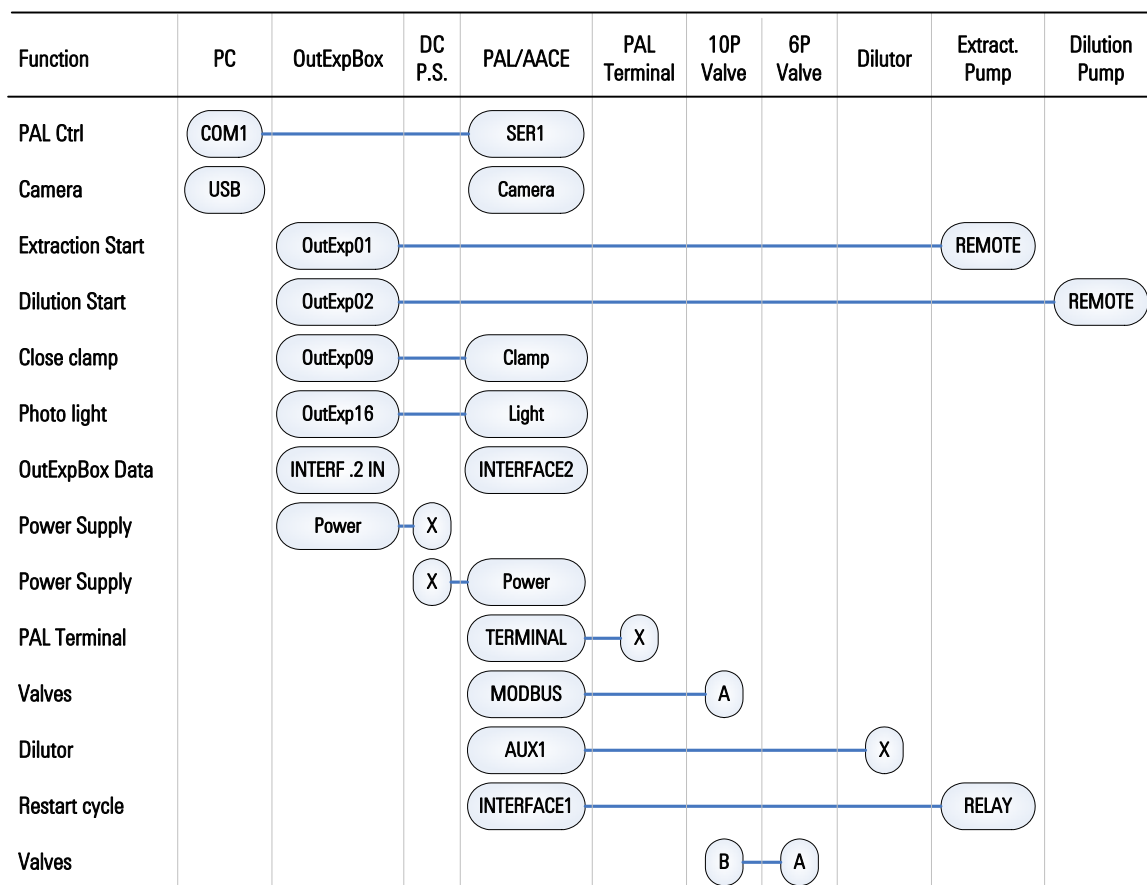 Function PC OutExpBox DC P.S. PAL/AACE PAL Terminal 10P Valve 6P Valve Dilutor Extract. Pump Dilution Pump
PAL Ctrl COM1 SER1
Camera USB Camera
Extraction Start OutExp01 REMOTE
Dilution Start OutExp02 REMOTE
Close clamp OutExp09 Clamp
Photo light OutExp16 Light
OutExpBox Data INTERF .2 IN INTERFACE2
Power Supply Power X
Power Supply X Power
PAL Terminal TERMINAL X
Valves MODBUS A
Dilutor AUX1 X
Restart cycle INTERFACE1 RELAY
Valves B A